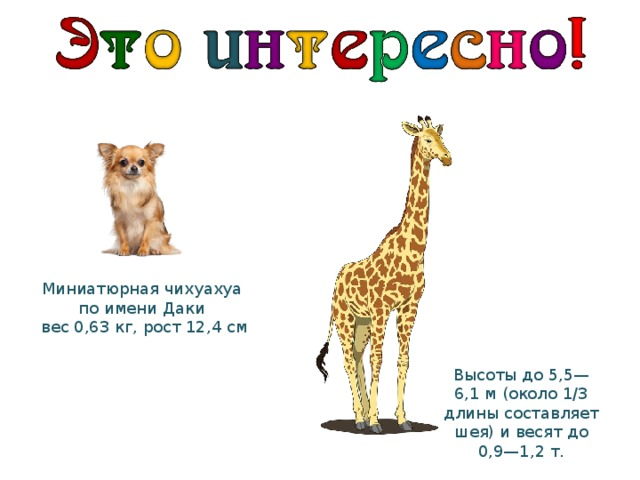 Это интересно!
Миниатюрная чихуахуа
по имени Даки
вес 0,63 кг, рост 12,4 см
Высоты до 5,5—
6,1 м (около 1/3
длины составляет
шея) и весят до
0,9—1,2 т.